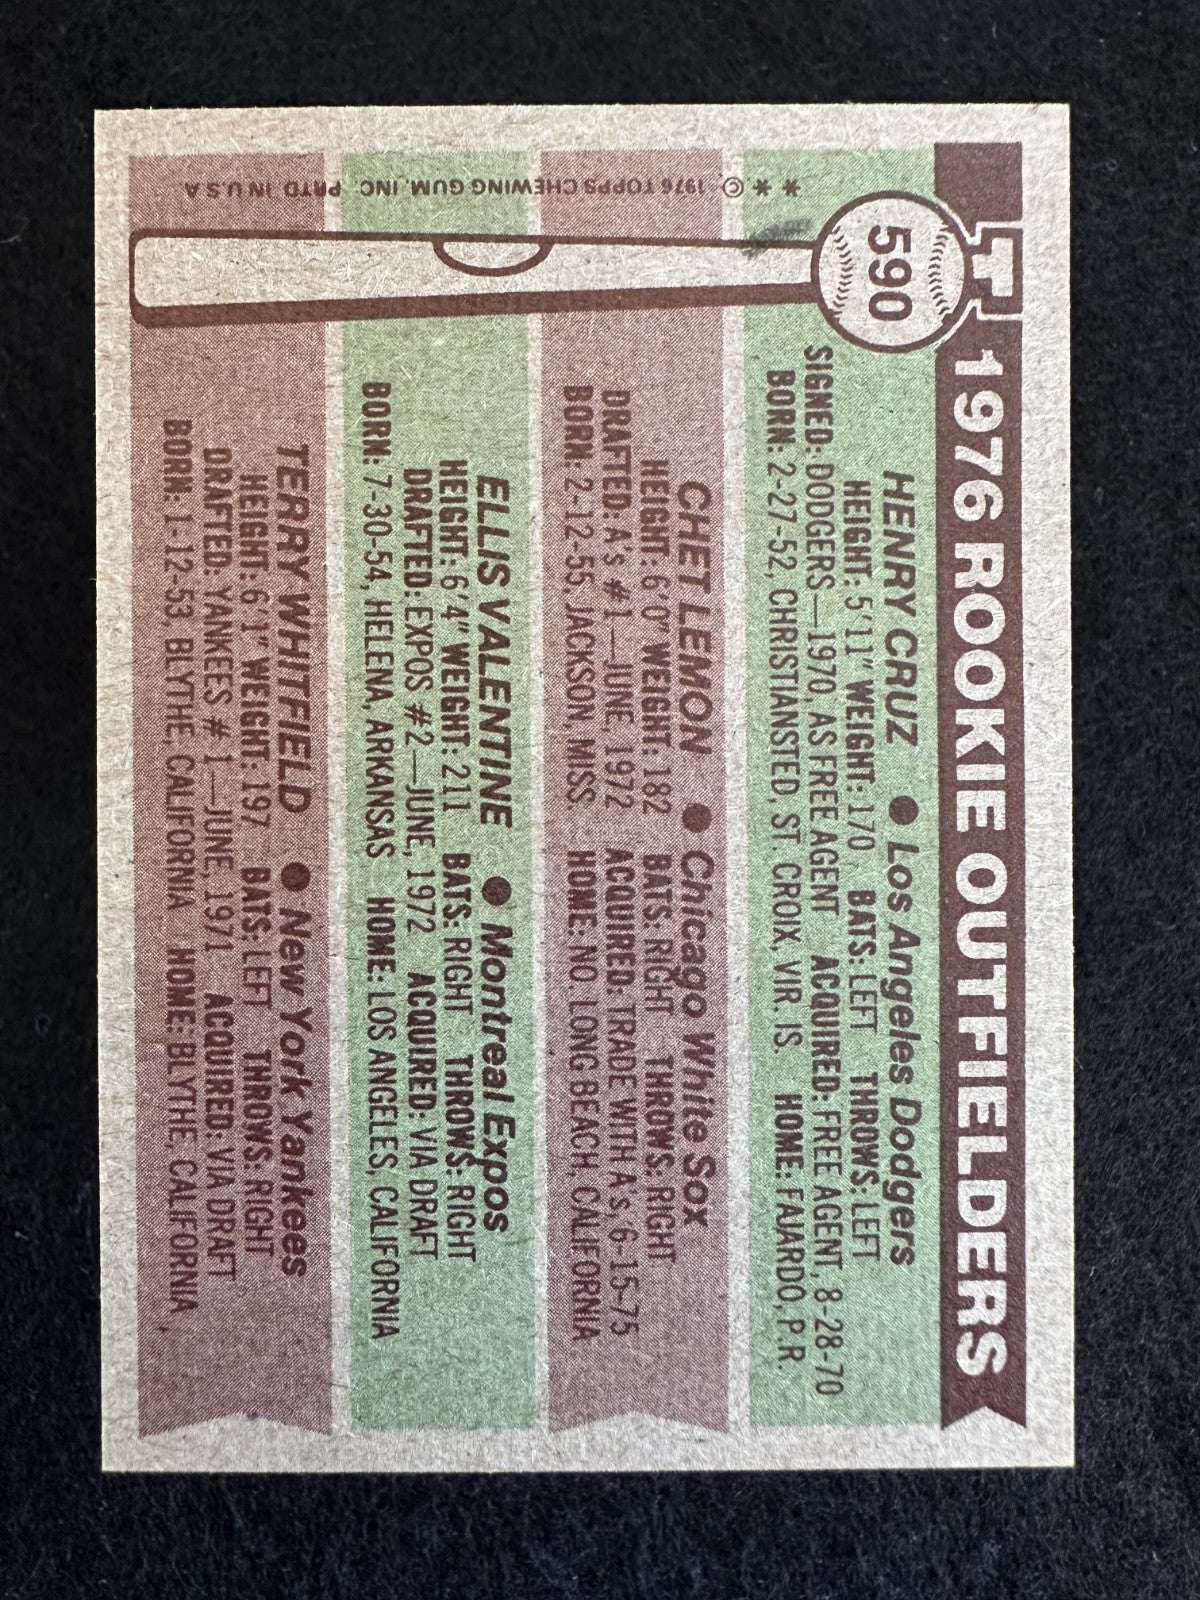 590
T
1976 ROOKIE OUTFIELDERS
HENRY CRUZ ● Los Angeles Dodgers
HEIGHT: 5'11" WEIGHT: 170 BATS: LEFT THROWS: LEFT
SIGNED: DODGERS—1970, AS FREE AGENT ACQUIRED: FREE AGENT, 8-28-70
BORN: 2-27-52, CHRISTIANSTED, ST. CROIX, VIR. IS. HOME: FAJARDO, P.R.
CHET LEMON ● Chicago White Sox
HEIGHT: 6'0" WEIGHT: 182 BATS: RIGHT THROWS: RIGHT
DRAFTED: A's #1—JUNE, 1972 ACQUIRED: TRADE WITH A's, 6-15-75
BORN: 2-12-55, JACKSON, MISS. HOME: NO. LONG BEACH, CALIFORNIA
ELLIS VALENTINE ● Montreal Expos
HEIGHT: 6'4" WEIGHT: 211 BATS: RIGHT THROWS: RIGHT
DRAFTED: EXPOS #2—JUNE, 1972 ACQUIRED: VIA DRAFT
BORN: 7-30-54, HELENA, ARKANSAS HOME: LOS ANGELES, CALIFORNIA
TERRY WHITFIELD ● New York Yankees
HEIGHT: 6'1" WEIGHT: 197 BATS: LEFT THROWS: RIGHT
DRAFTED: YANKEES #1—JUNE, 1971 ACQUIRED: VIA DRAFT
BORN: 1-12-53, BLYTHE, CALIFORNIA HOME: BLYTHE, CALIFORNIA
** © 1976 TOPPS CHEWING GUM, INC. PRTD. IN U.S.A.